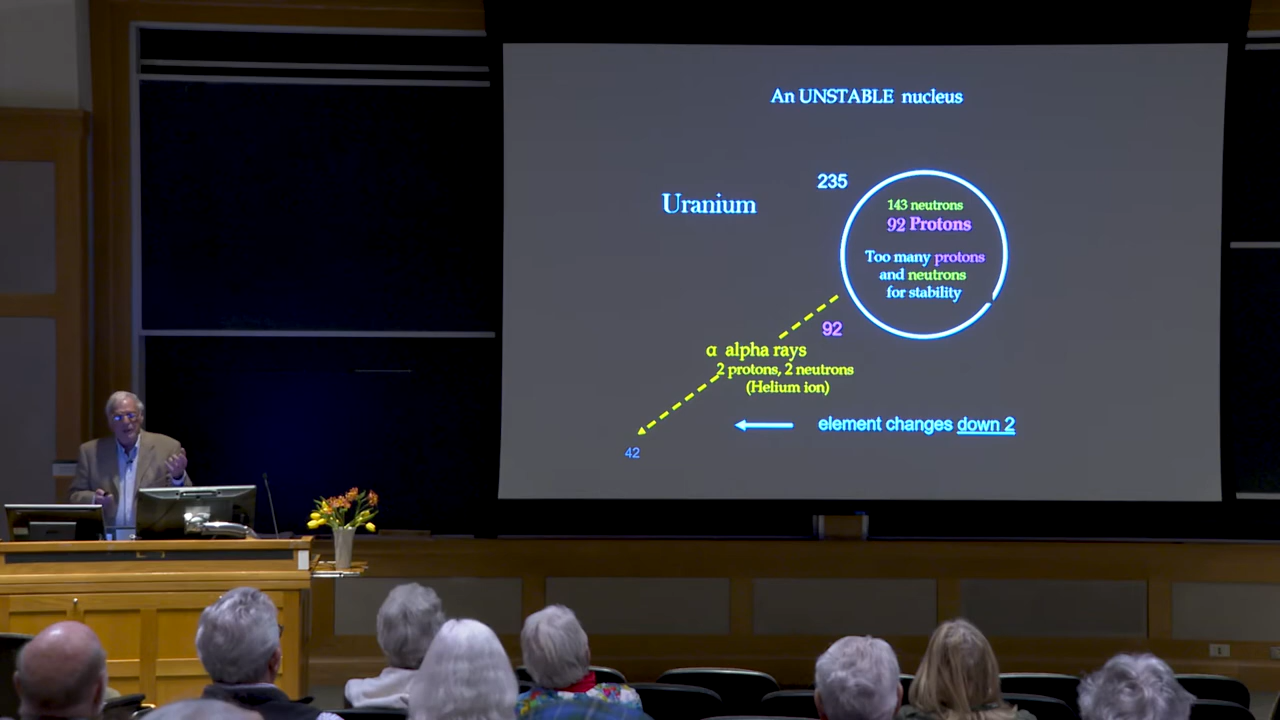 An UNSTABLE nucleus
235
Uranium
143 neutrons
92 Protons
Too many protons
and neutrons
for stability
92
α alpha rays
2 protons, 2 neutrons
(Helium ion)
element changes down 2
42